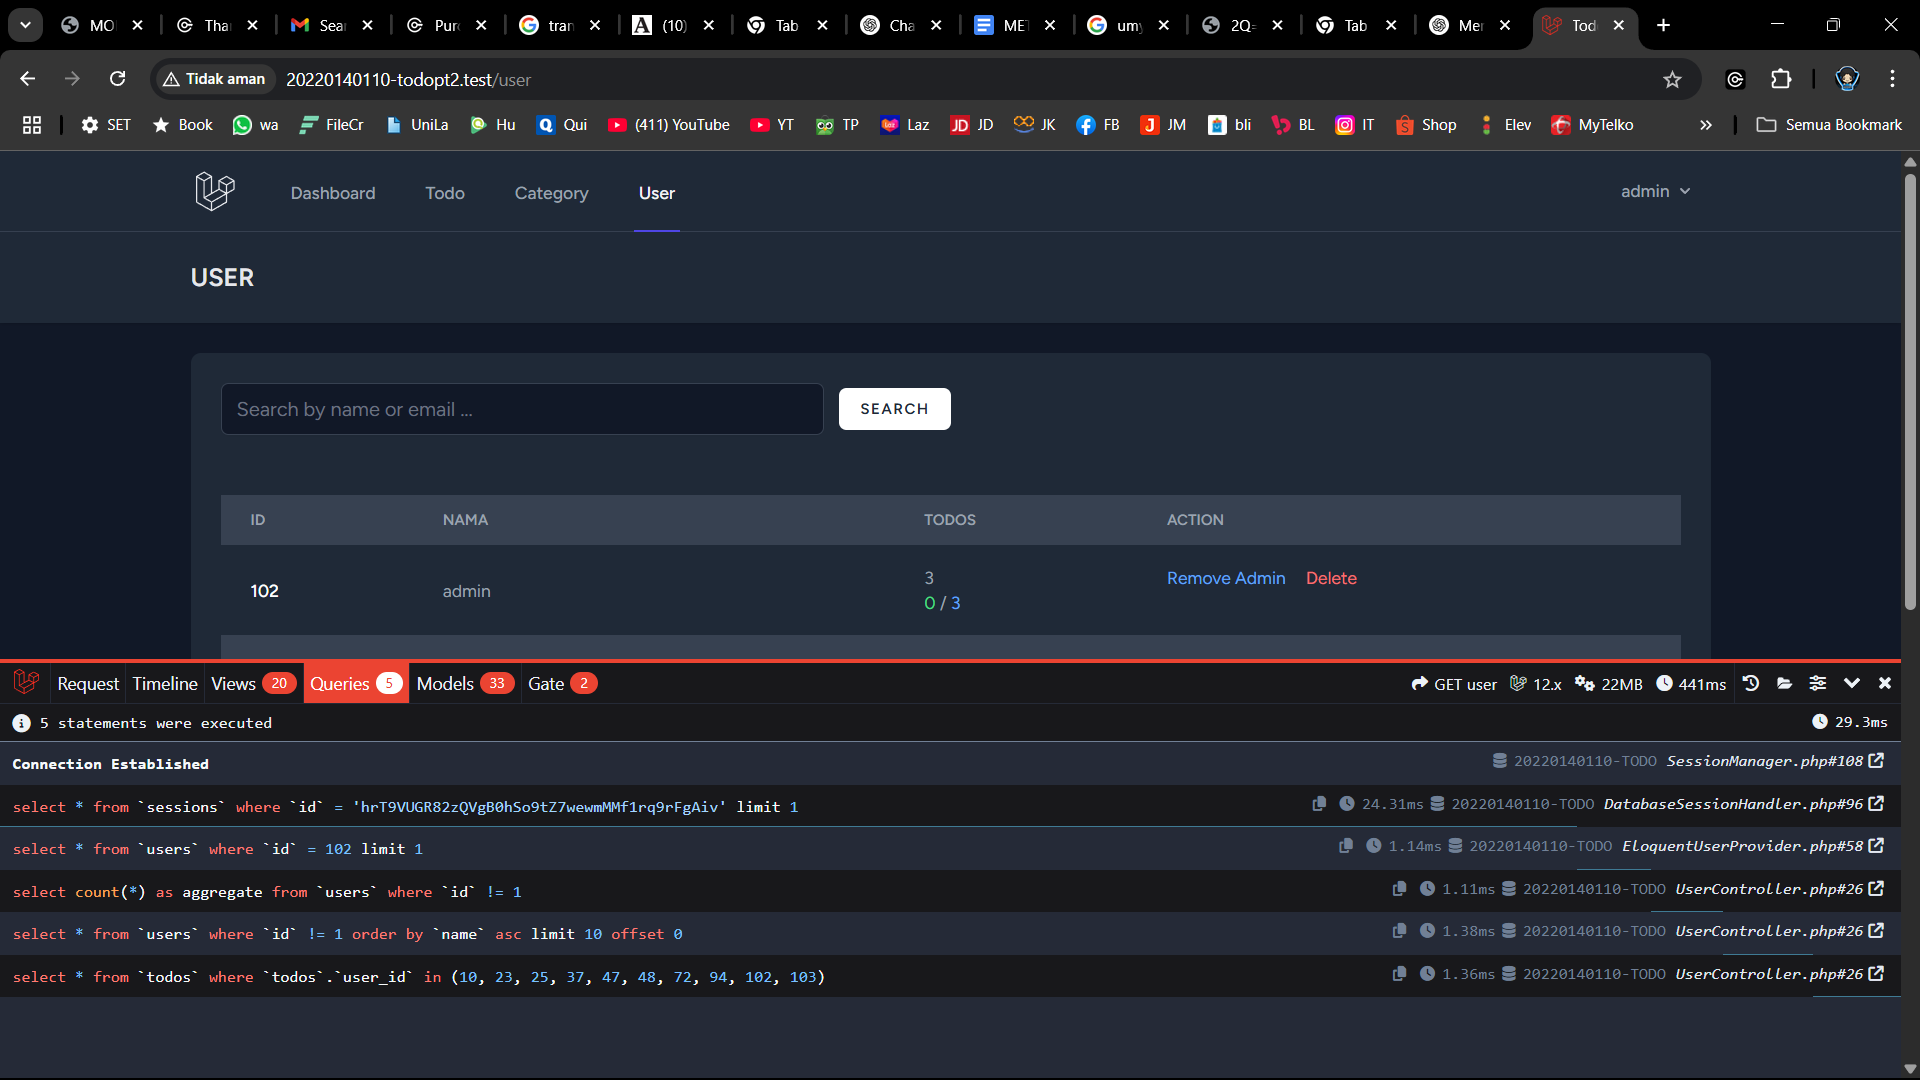 MO
Thar
Sear
Purc
tran
(10)
Tab
Cha
MET
umy
2Q=
Tab
Mer
Tod
Tidak aman
20220140110-todopt2.test/user
SET
Book
wa
FileCr
UniLa
Hu
Qui
(411) YouTube
YT
TP
Laz
JD
JK
FB
JM
bli
BL
IT
Shop
Elev
MyTelko
Semua Bookmark
Dashboard
Todo
Category
User
admin
USER
Search by name or email ...
SEARCH
ID NAMA TODOS ACTION
102 admin 3 Remove Admin Delete
0 / 3
Request Timeline Views 20 Queries 5 Models 33 Gate 2 GET user 12.x 22MB 441ms
5 statements were executed 29.3ms
Connection Established 20220140110-TODO SessionManager.php#108
select * from `sessions` where `id` = 'hrT9VUGR82zQVgB0hSo9tZ7wewmMMf1rq9rFgAiv' limit 1 24.31ms 20220140110-TODO DatabaseSessionHandler.php#96
select * from `users` where `id` = 102 limit 1 1.14ms 20220140110-TODO EloquentUserProvider.php#58
select count(*) as aggregate from `users` where `id` != 1 1.11ms 20220140110-TODO UserController.php#26
select * from `users` where `id` != 1 order by `name` asc limit 10 offset 0 1.38ms 20220140110-TODO UserController.php#26
select * from `todos` where `todos`.`user_id` in (10, 23, 25, 37, 47, 48, 72, 94, 102, 103) 1.36ms 20220140110-TODO UserController.php#26